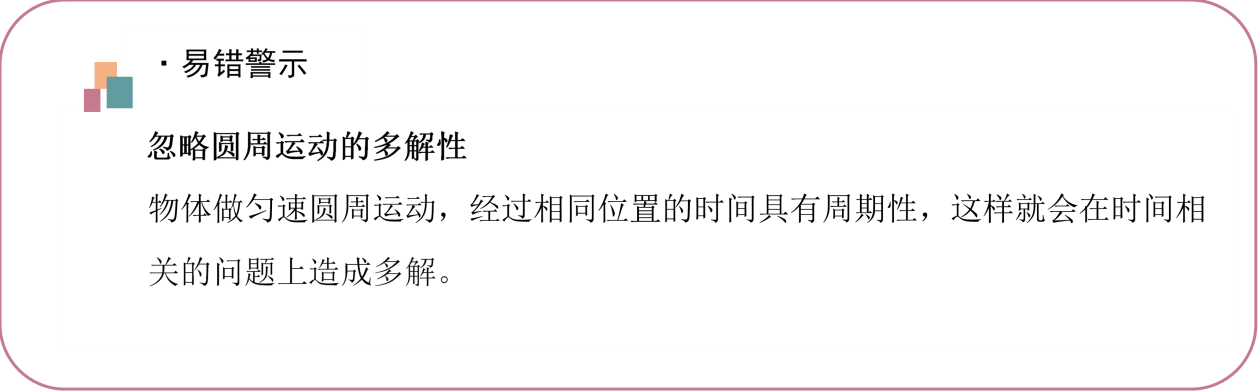 ·易错警示
忽略圆周运动的多解性
物体做匀速圆周运动，经过相同位置的时间具有周期性，这样就会在时间相
关的问题上造成多解。